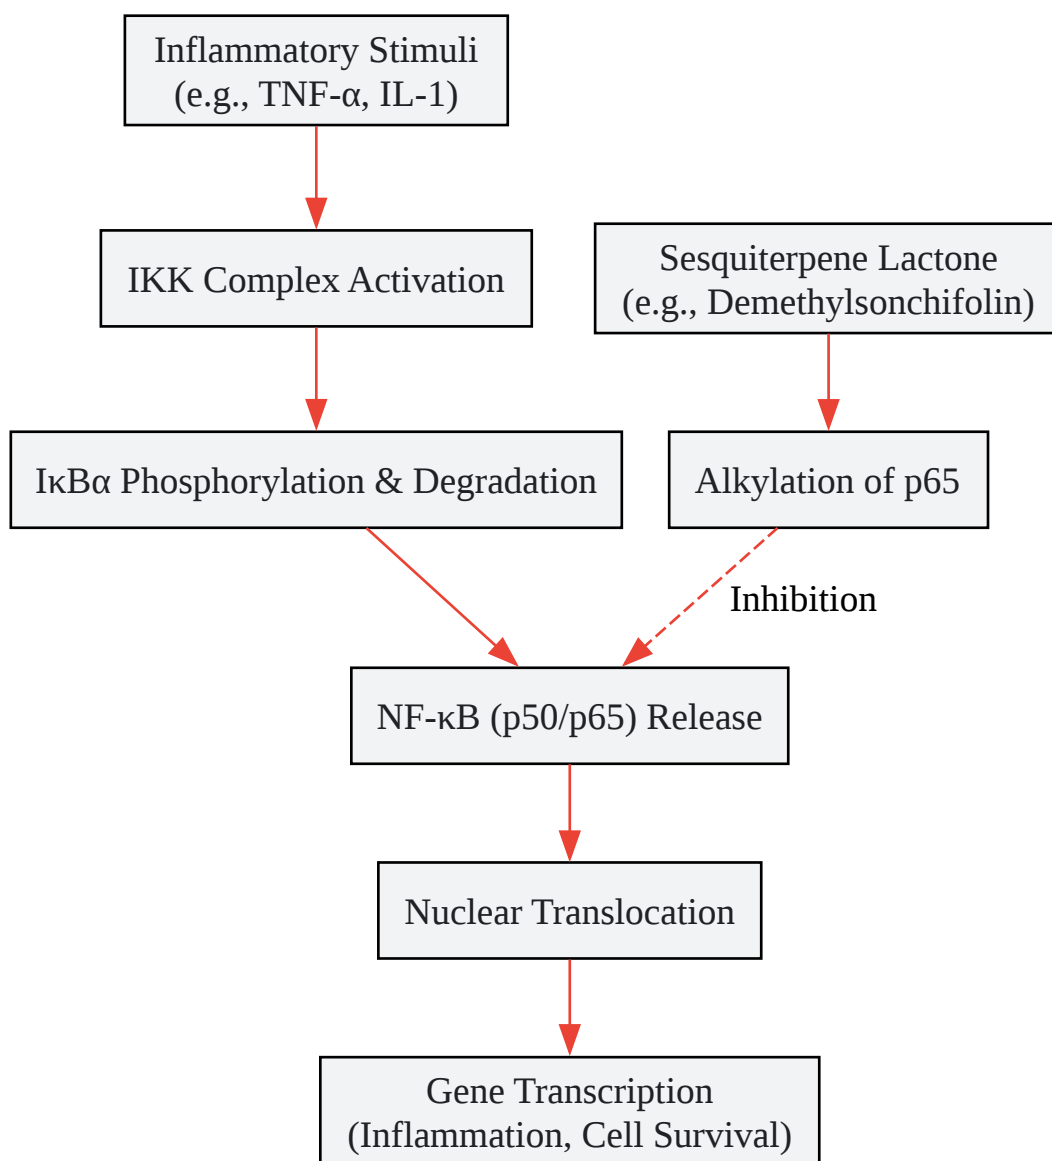 Inflammatory Stimuli
(e.g., TNF-α, IL-1)
IKK Complex Activation
Sesquiterpene Lactone
(e.g., Demethylsonchifolin)
IκBα Phosphorylation & Degradation
Alkylation of p65
Inhibition
NF-κB (p50/p65) Release
Nuclear Translocation
Gene Transcription
(Inflammation, Cell Survival)